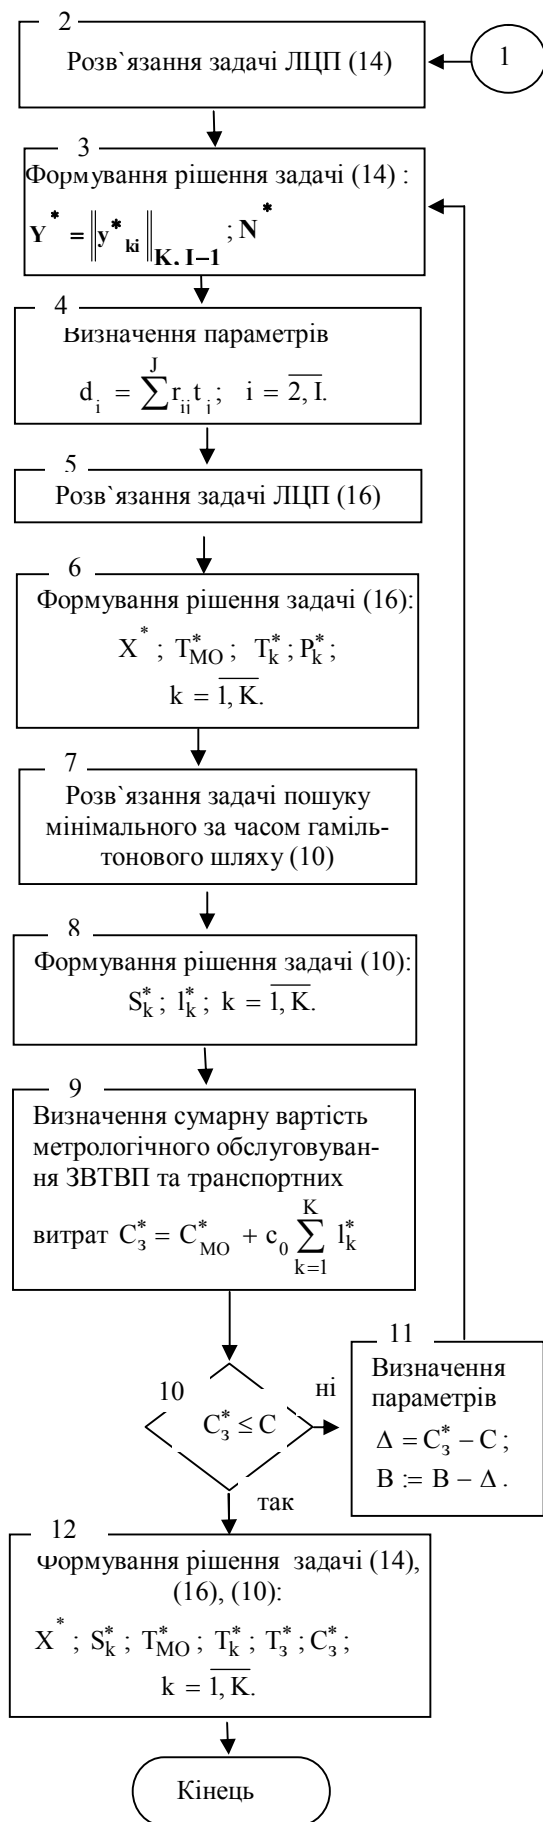 2
Розв`язання задачі ЛЦП (14)
1
3
Формування рішення задачі (14) :
Y* = ‖y*ki‖K, I−1 ; N*
4
Визначення параметрів
di = ∑J rij tj; i = 2, I.
5
Розв`язання задачі ЛЦП (16)
6
Формування рішення задачі (16):
X* ; T*MO ; T*k ; P*k ;
k = 1, K.
7
Розв`язання задачі пошуку
мінімального за часом гаміль-
тонового шляху (10)
8
Формування рішення задачі (10):
S*k ; l*k ; k = 1, K.
9
Визначення сумарну вартість
метрологічного обслуговуван-
ня ЗВТВП та транспортних
витрат C*з = C*MO + c0 ∑K k=1 l*k
11
Визначення
параметрів
Δ = C*з − C ;
B := B − Δ .
10
ні
C*з ≤ C
так
12
Формування рішення задачі (14),
(16), (10):
X* ; S*k ; T*MO ; T*k ; T*з ; C*з ;
k = 1, K.
Кінець